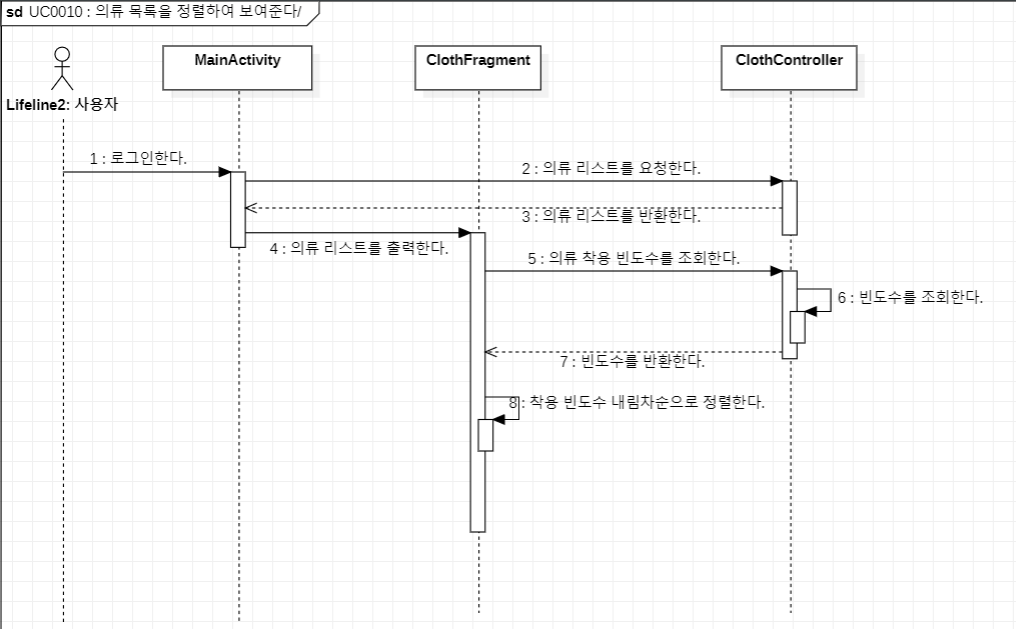 sd UC0010 : 의류 목록을 정렬하여 보여준다/
MainActivity
ClothFragment
ClothController
Lifeline2: 사용자
1 : 로그인한다.
2 : 의류 리스트를 요청한다.
3 : 의류 리스트를 반환한다.
4 : 의류 리스트를 출력한다.
5 : 의류 착용 빈도수를 조회한다.
6 : 빈도수를 조회한다.
7 : 빈도수를 반환한다.
8 : 착용 빈도수 내림차순으로 정렬한다.